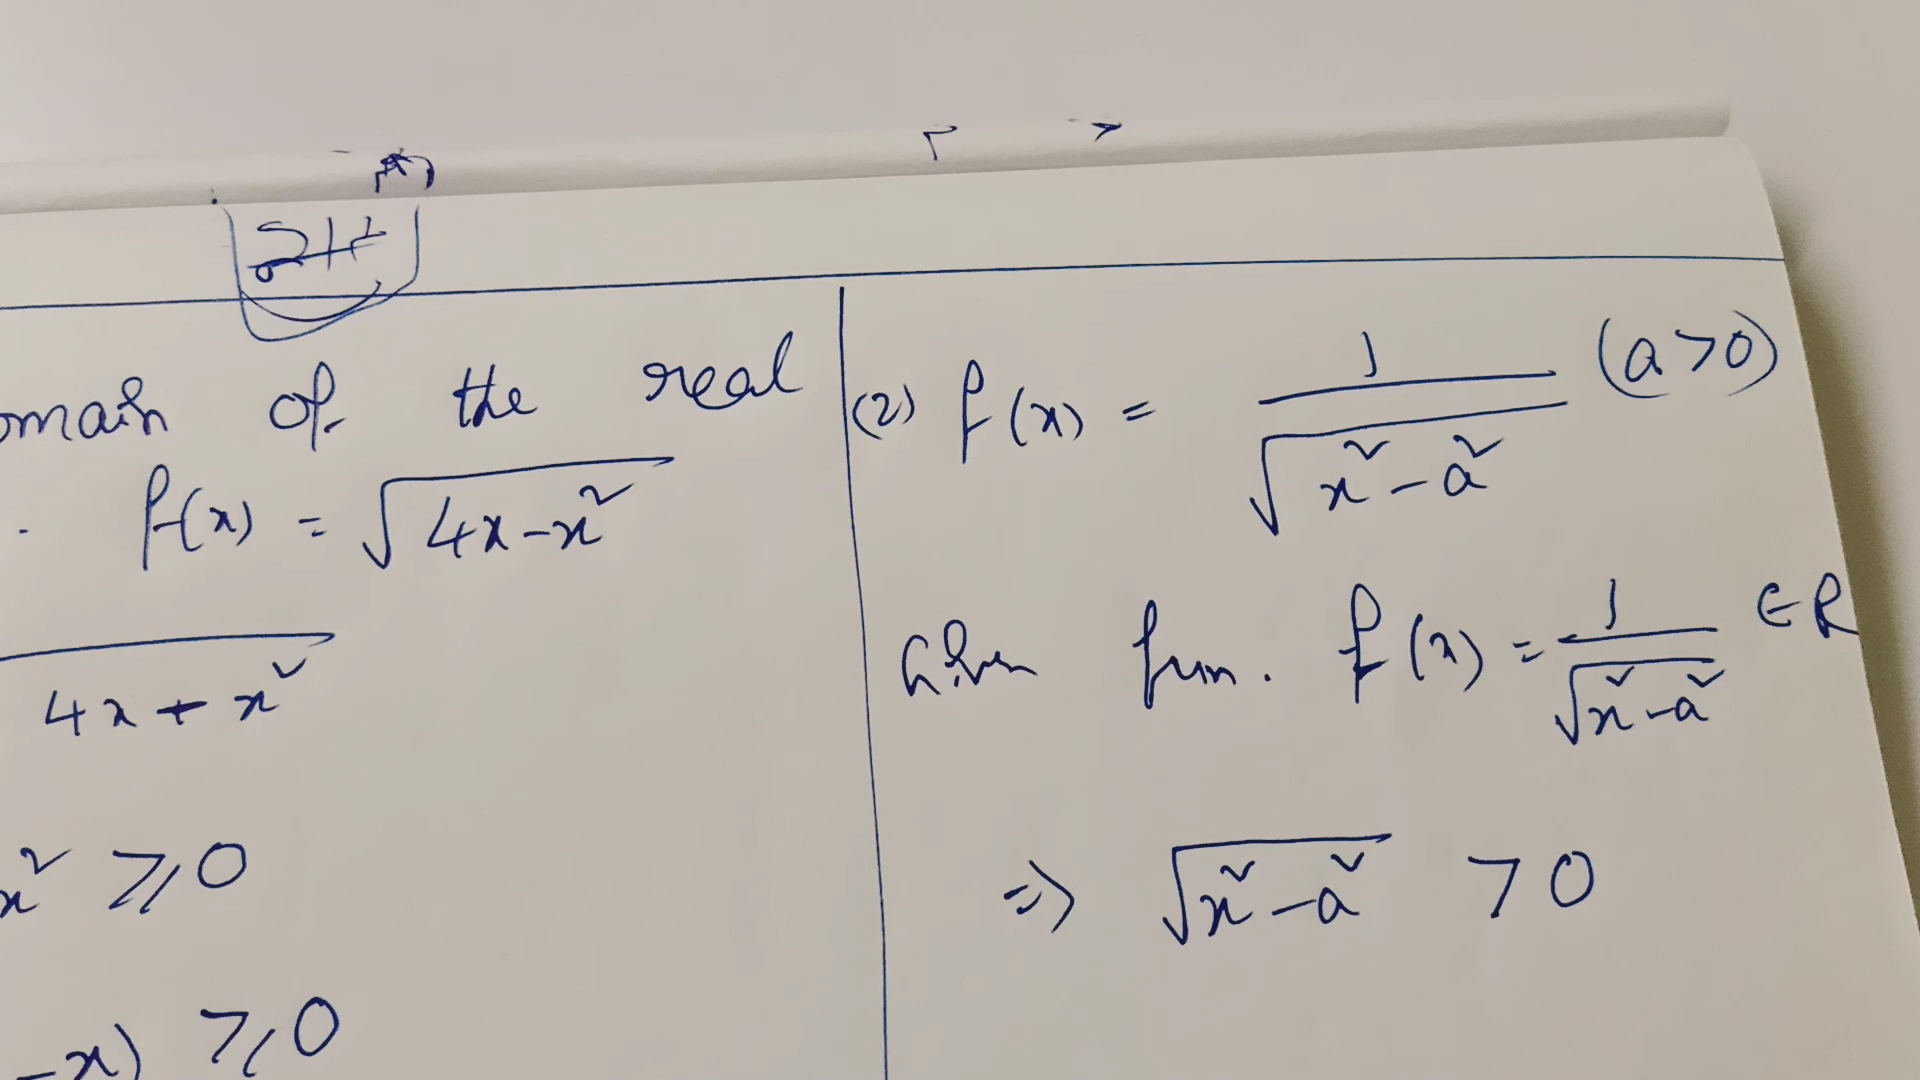 of the real
f(x) = √(4x-x²)
4x + x²
x² ≥ 0
-x) ≥ 0
(2) f(x) = 1/√(x²-a²) (a>0)
Given fun. f(x) = 1/√(x²-a²) ∈ R
⇒ √(x²-a²) > 0